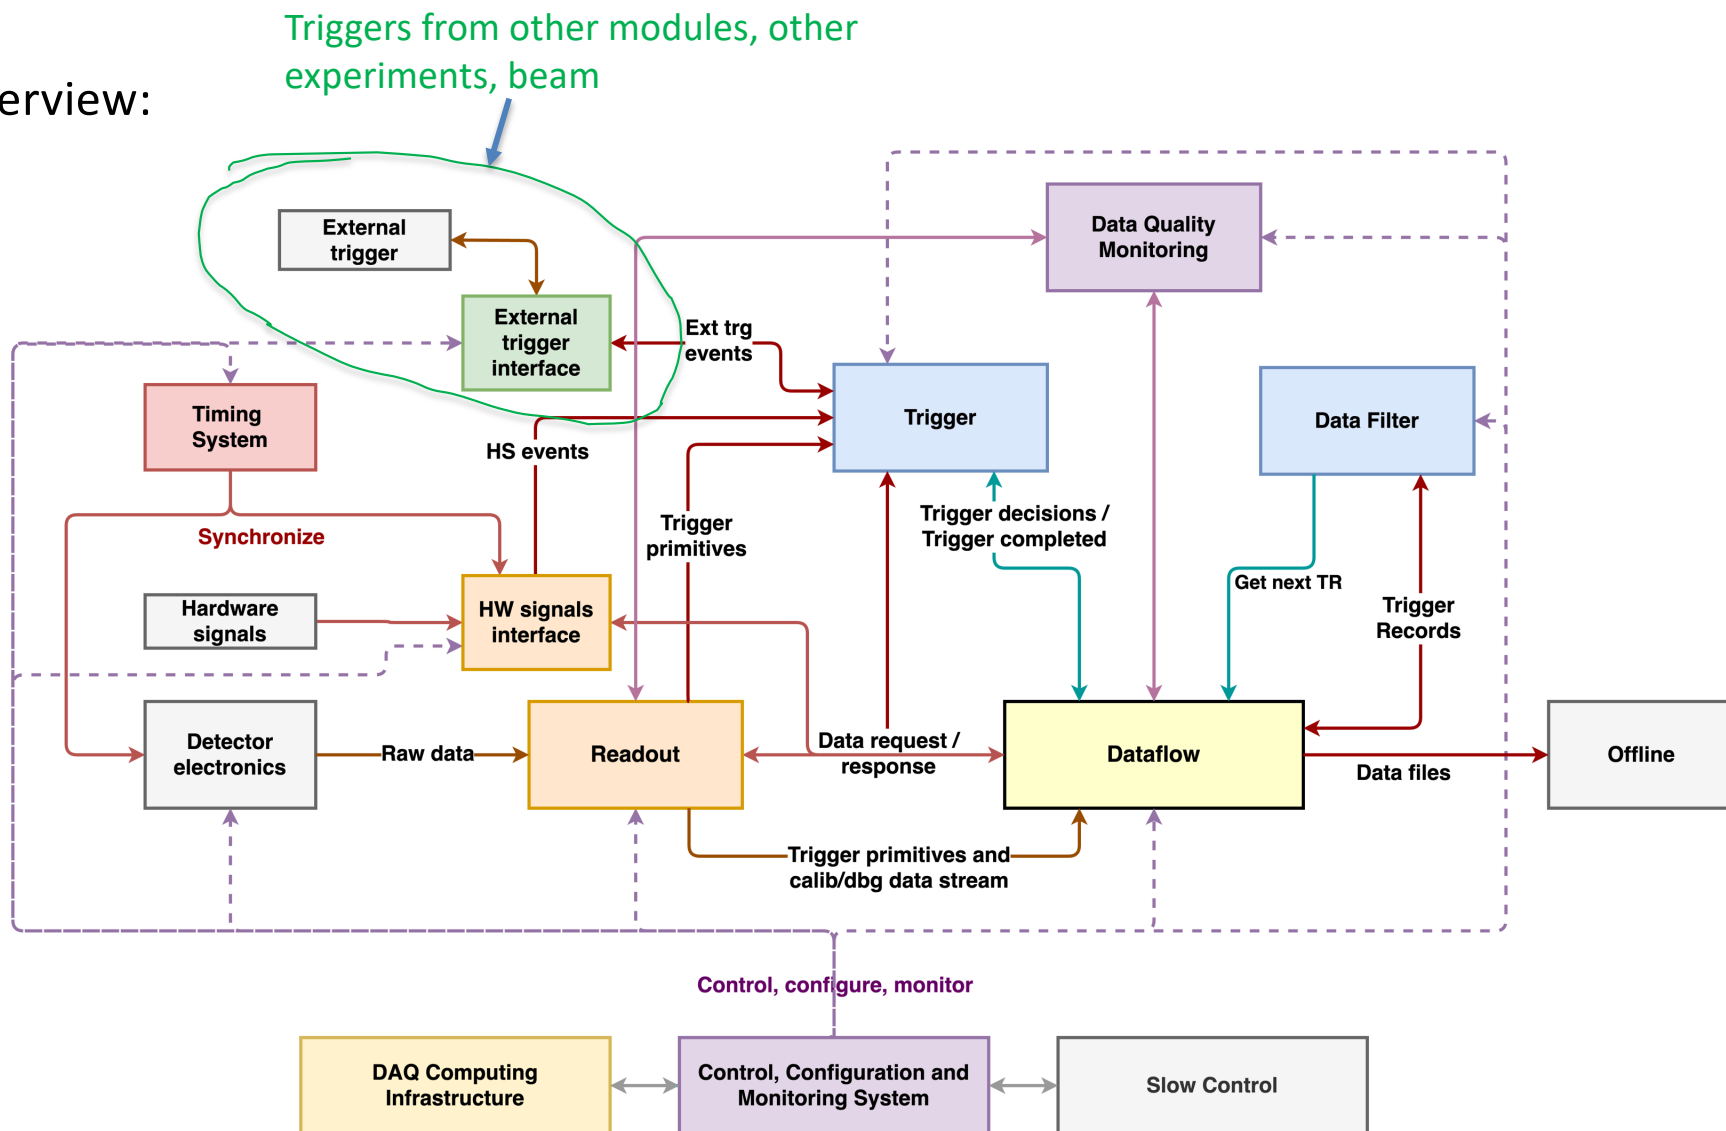 Triggers from other modules, other
experiments, beam
erview:
External
trigger
Data Quality
Monitoring
External
trigger
interface
Ext trg
events
Timing
System
Trigger
Data Filter
HS events
Synchronize
Trigger
primitives
Trigger decisions /
Trigger completed
Get next TR
Hardware
signals
HW signals
interface
Trigger
Records
Detector
electronics
Raw data
Readout
Data request /
response
Dataflow
Data files
Offline
Trigger primitives and
calib/dbg data stream
Control, configure, monitor
DAQ Computing
Infrastructure
Control, Configuration and
Monitoring System
Slow Control